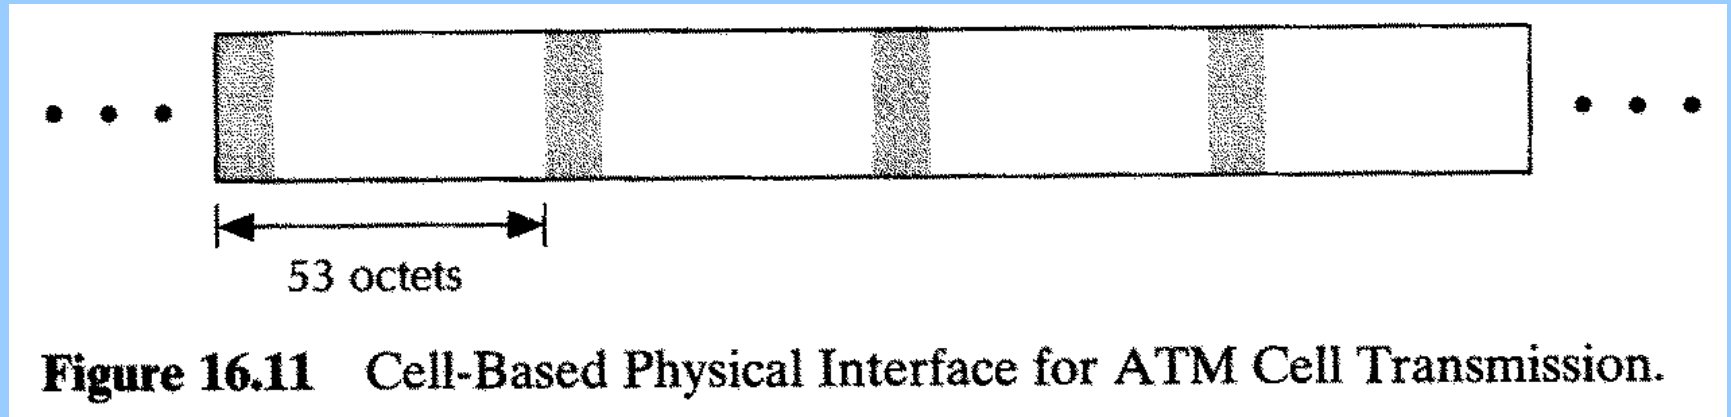 53 octets
Figure 16.11 Cell-Based Physical Interface for ATM Cell Transmission.